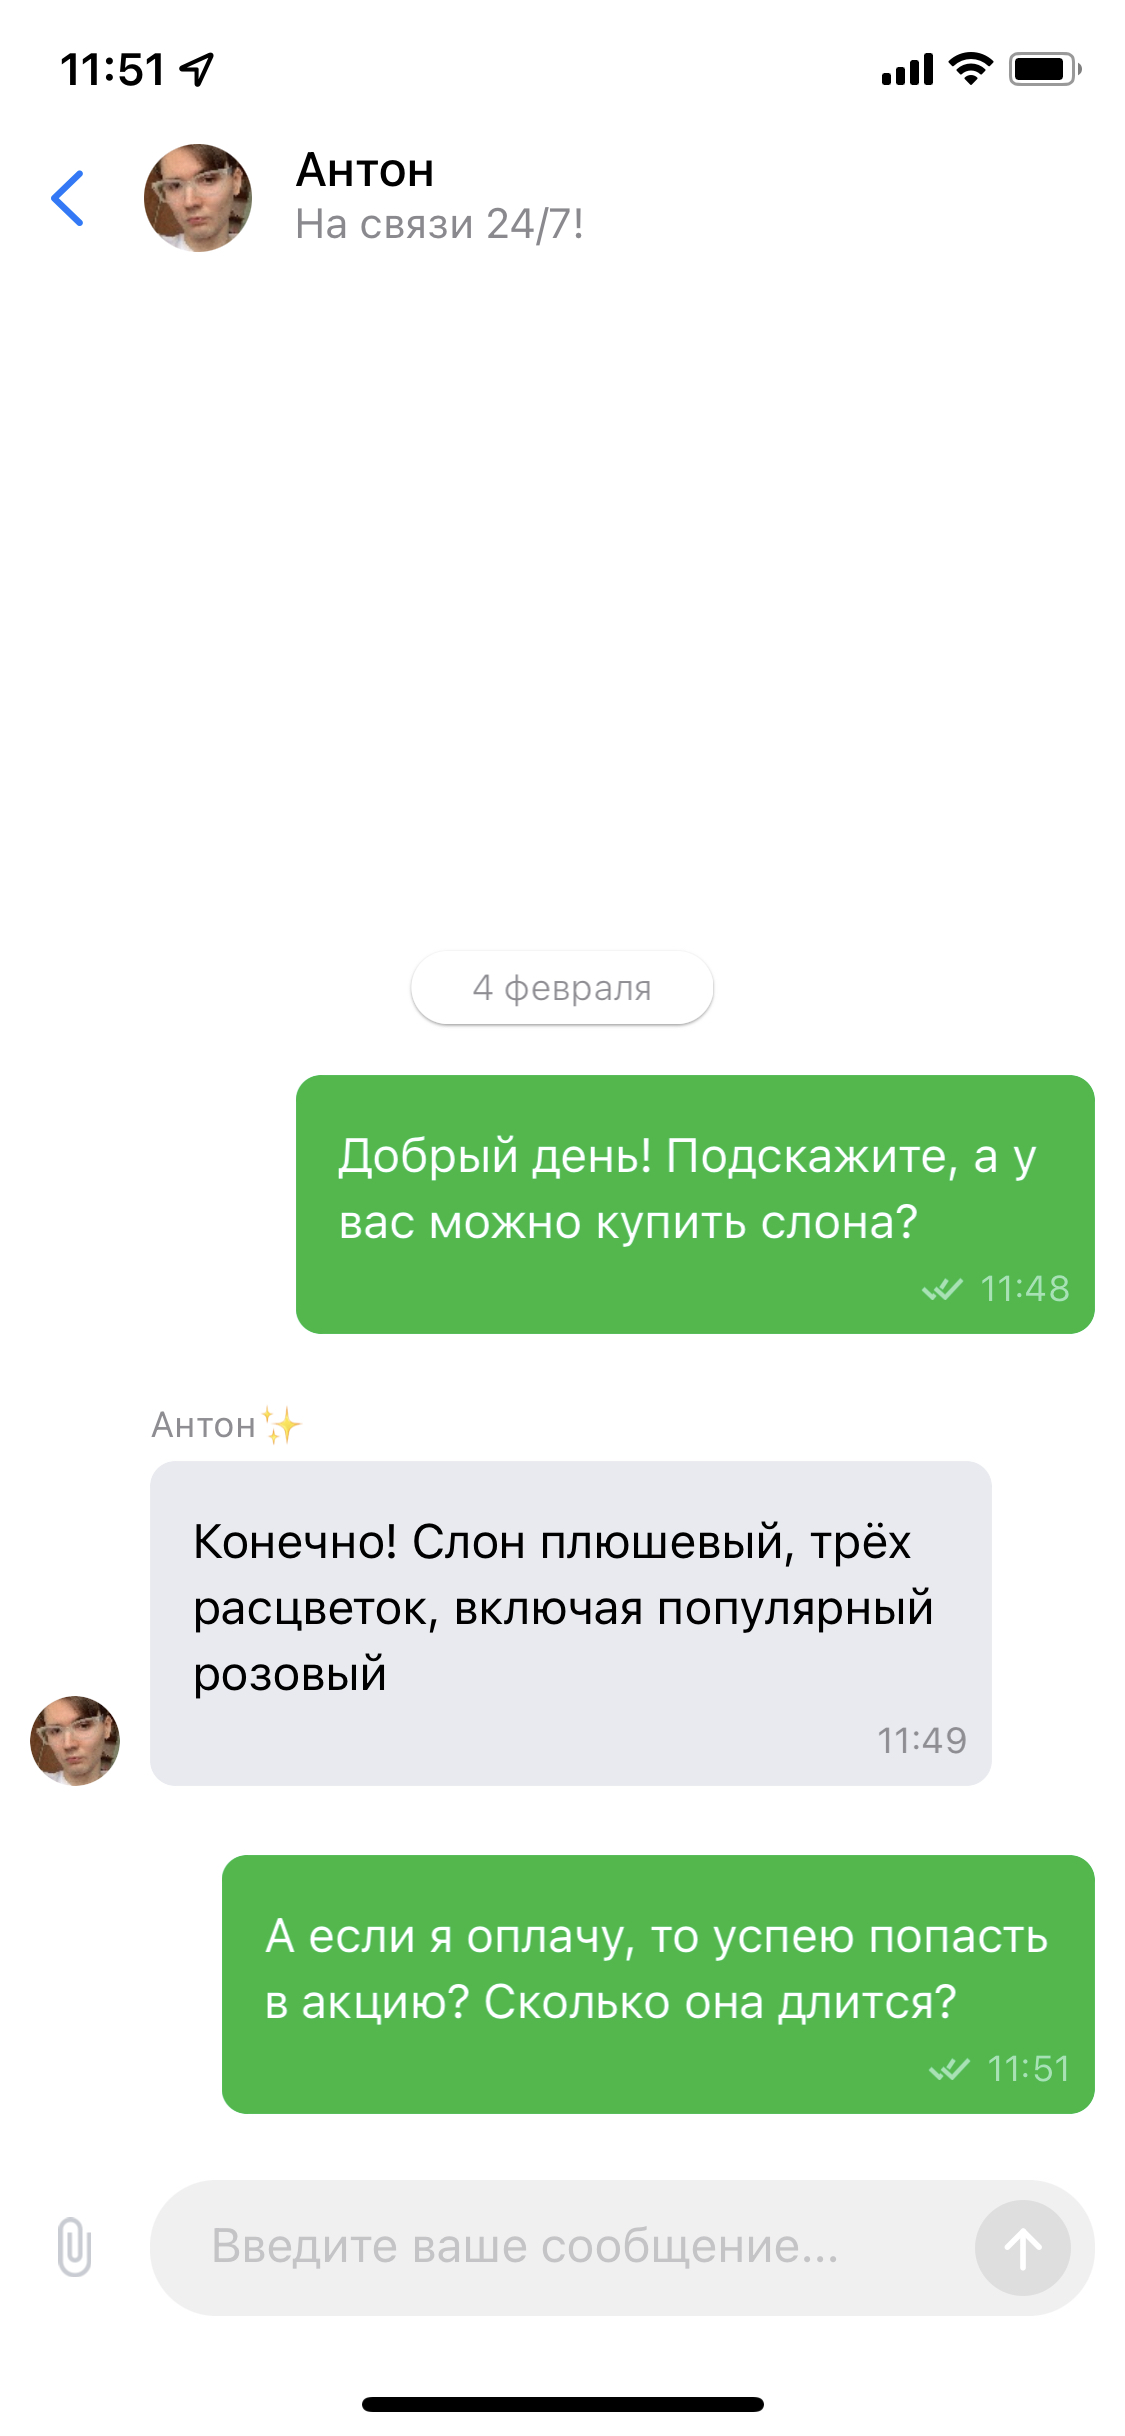 11:51
Антон
На связи 24/7!
4 февраля
Добрый день! Подскажите, а у
вас можно купить слона?
11:48
Антон✨
Конечно! Слон плюшевый, трёх
расцветок, включая популярный
розовый
11:49
А если я оплачу, то успею попасть
в акцию? Сколько она длится?
11:51
Введите ваше сообщение...